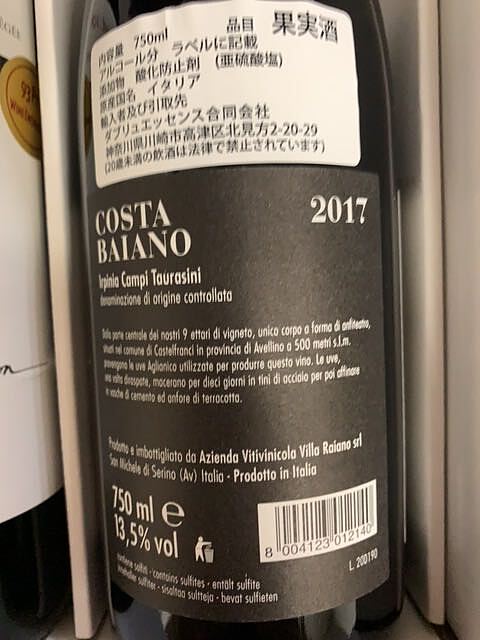 内容量 750ml 品目 果実酒
アルコール分 ラベルに記載
添加物 酸化防止剤 (亜硫酸塩)
原産国名 イタリア
輸入者及び引取先
ダブリュエッセンス合同会社
神奈川県川崎市高津区北見方2-20-29
(20歳未満の飲酒は法律で禁止されています)
COSTA
BAIANO
2017
Irpinia Campi Taurasini
denominazione di origine controllata
Dalla parte centrale dei nostri 9 ettari di vigneto, unico corpo a forma di anfiteatro,
situati nel comune di Castelfranci in provincia di Avellino a 500 metri s.l.m.
provengono le uve Aglianico utilizzate per produrre questo vino. Le uve,
una volta diraspate, macerano per dieci giorni in tini di acciaio per poi affinare
in vasche di cemento ed anfore di terracotta.
Prodotto e imbottigliato da Azienda Vitivinicola Villa Raiano srl
San Michele di Serino (Av) Italia - Prodotto in Italia
750 ml e
13,5% vol
8 004123 012140
L. 200190
contiene solfiti - contains sulfites - entält sulfite
innehåller sulfiter - sisältaa sultteja - bevat sulfieten